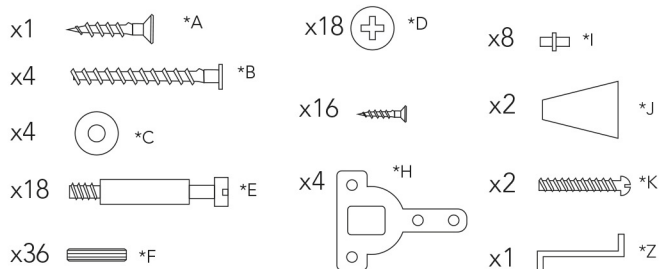 x1 *A
x4 *B
x4 *C
x18 *E
x36 *F
x18 *D
x16
x4 *H
x8 *I
x2 *J
x2 *K
x1 *Z